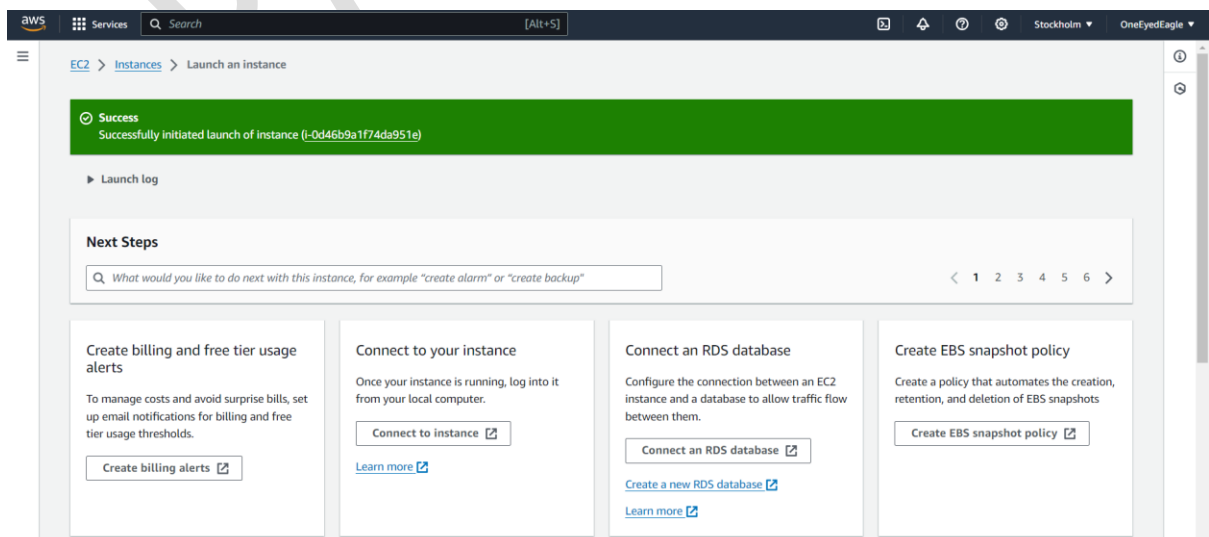 aws
Services
Search
[Alt+S]
Stockholm ▼
OneEyedEagle ▼
EC2 > Instances > Launch an instance
Success
Successfully initiated launch of instance (i-0d46b9a1f74da951e)
Launch log
Next Steps
What would you like to do next with this instance, for example "create alarm" or "create backup"
< 1 2 3 4 5 6 >
Create billing and free tier usage
alerts
To manage costs and avoid surprise bills, set
up email notifications for billing and free
tier usage thresholds.
Create billing alerts
Connect to your instance
Once your instance is running, log into it
from your local computer.
Connect to instance
Learn more
Connect an RDS database
Configure the connection between an EC2
instance and a database to allow traffic flow
between them.
Connect an RDS database
Create a new RDS database
Learn more
Create EBS snapshot policy
Create a policy that automates the creation,
retention, and deletion of EBS snapshots
Create EBS snapshot policy